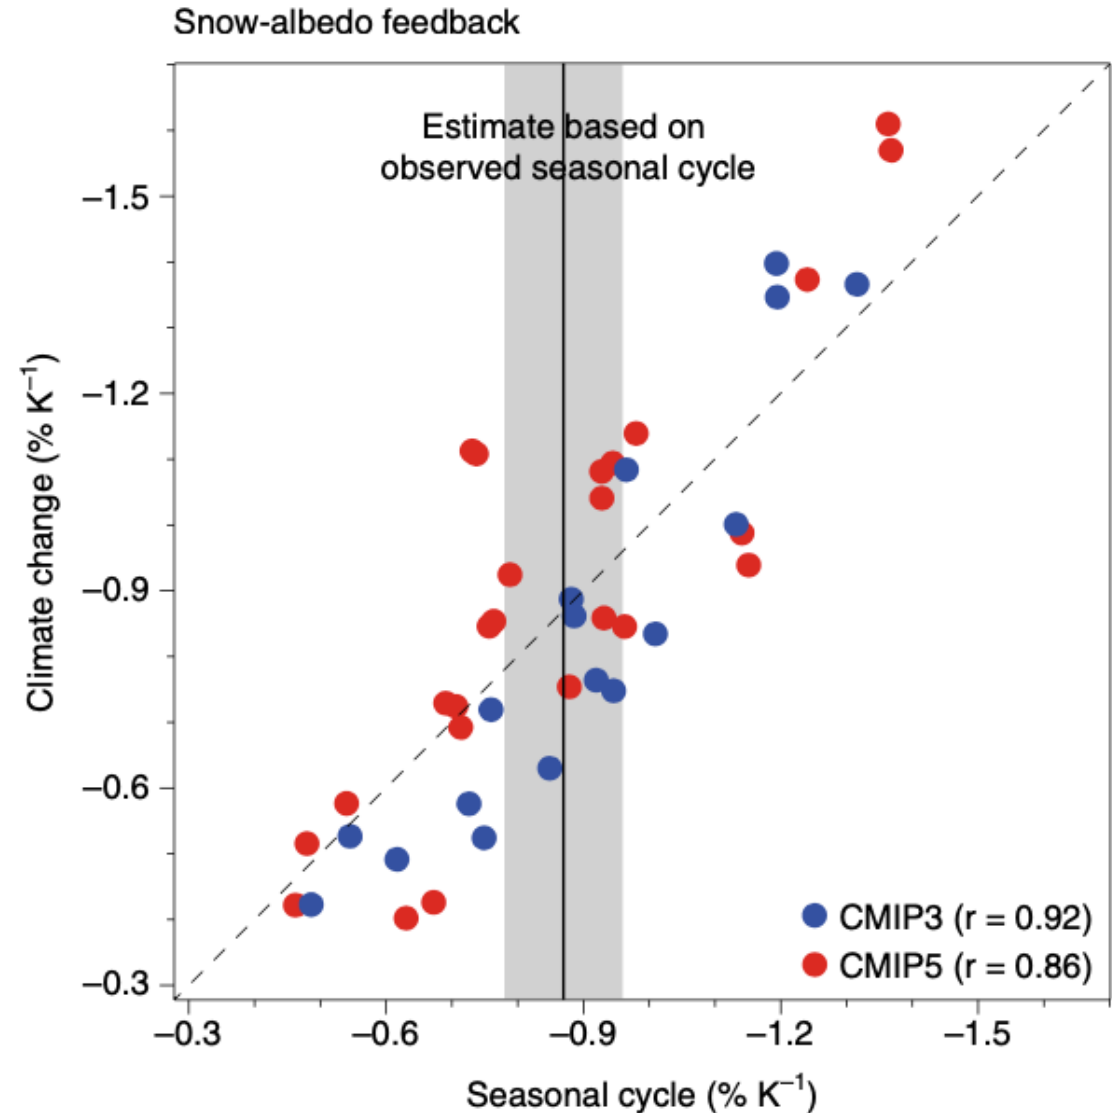 Snow-albedo feedback
Estimate based on
observed seasonal cycle
Climate change (% K⁻¹)
−1.5
−1.2
−0.9
−0.6
−0.3
CMIP3 (r = 0.92)
CMIP5 (r = 0.86)
−0.3 −0.6 −0.9 −1.2 −1.5
Seasonal cycle (% K⁻¹)